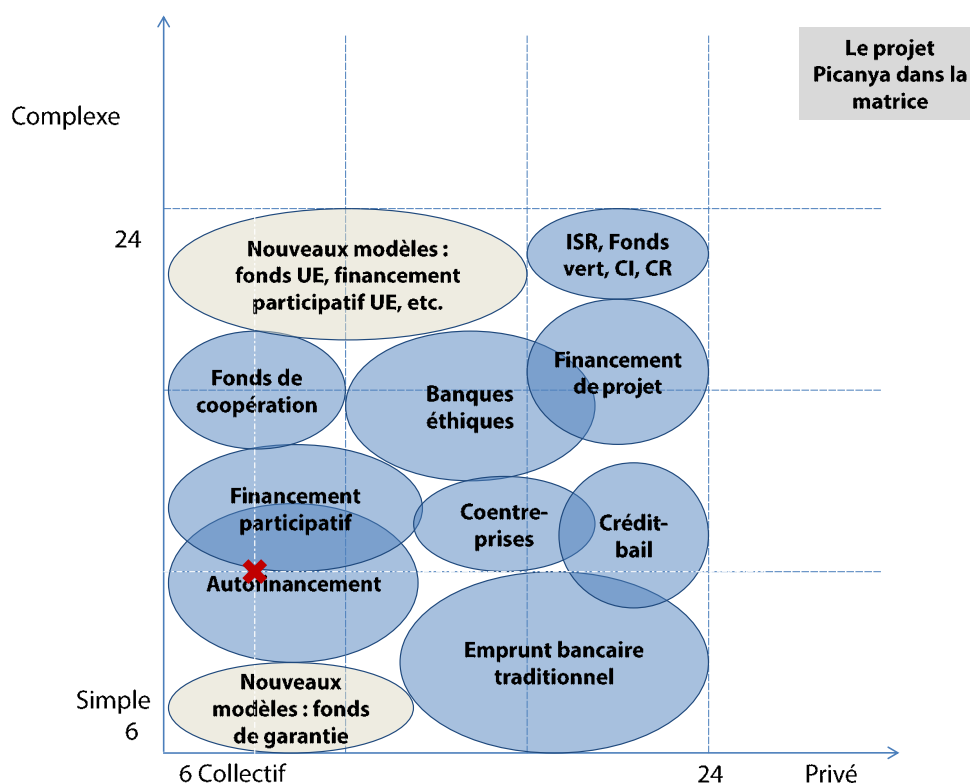 Le projet
Picanya dans la
matrice
Complexe
24
Nouveaux modèles :
fonds UE, financement
participatif UE, etc.
ISR, Fonds
vert, CI, CR
Fonds de
coopération
Banques
éthiques
Financement
de projet
Financement
participatif
Coentre-
prises
Crédit-
bail
Autofinancement
Emprunt bancaire
traditionnel
Nouveaux
modèles : fonds
de garantie
Simple
6
6 Collectif
24
Privé